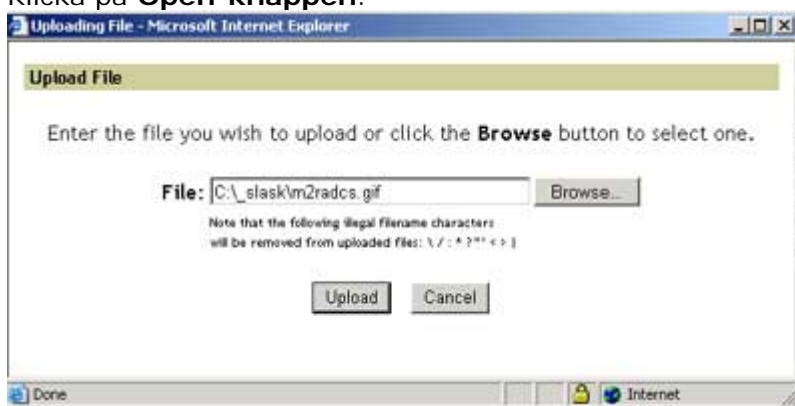 Klicka på Open-knappen.
Uploading File - Microsoft Internet Explorer
Upload File
Enter the file you wish to upload or click the Browse button to select one.
File: C:\_slask\m2radcs.gif Browse...
Note that the following illegal filename characters
will be removed from uploaded files: \ / : * ? " ' < > |
Upload Cancel
Done Internet